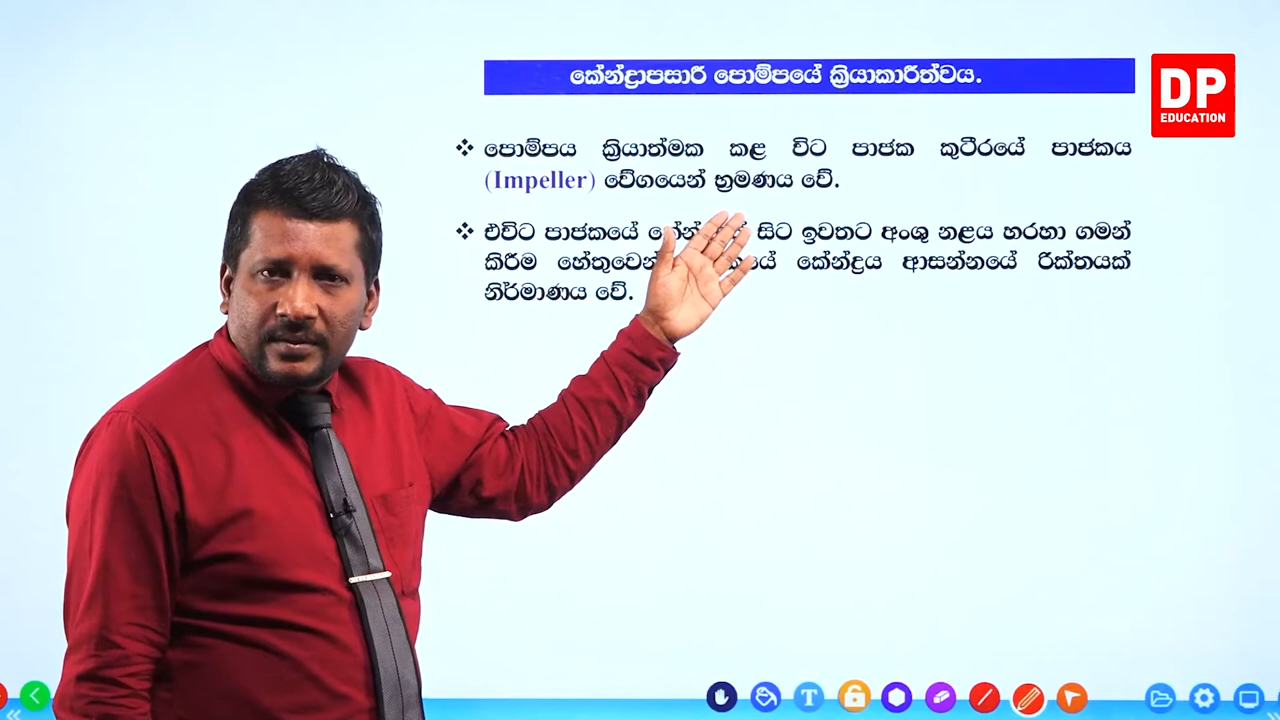 කේන්ද්‍රාපසාරී පොම්පයේ ක්‍රියාකාරීත්වය.
DP
EDUCATION
❖ පොම්පය ක්‍රියාත්මක කළ විට පාජක කුටීරයේ පාජකය
(Impeller) වේගයෙන් භ්‍රමණය වේ.
❖ එවිට පාජකයේ සිට ඉවතට අංශු නළය හරහා ගමන්
කිරීම හේතුවෙන් කේන්ද්‍රය ආසන්නයේ රික්තයක්
නිර්මාණය වේ.
T